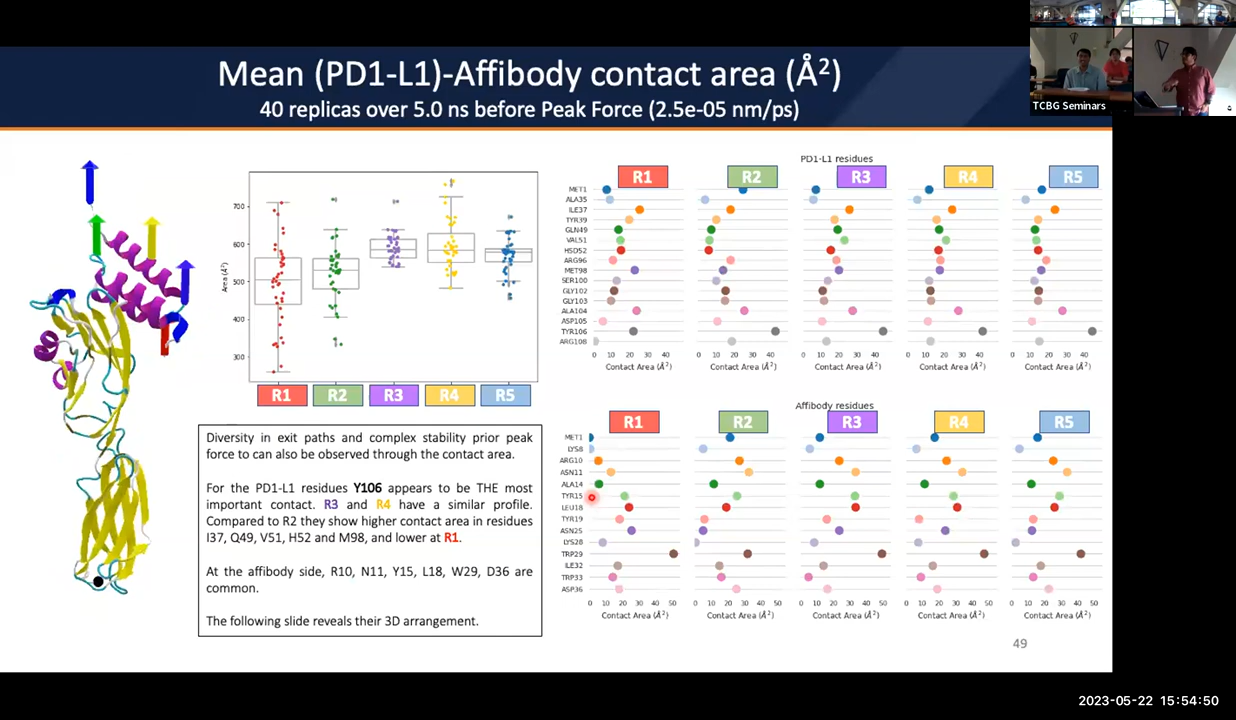 Mean (PD1-L1)-Affibody contact area (Å²)
40 replicas over 5.0 ns before Peak Force (2.5e-05 nm/ps)
TCBG Seminars
Area (Å²)
700
600
500
400
300
R1 R2 R3 R4 R5
Diversity in exit paths and complex stability prior peak
force to can also be observed through the contact area.
For the PD1-L1 residues Y106 appears to be THE most
important contact. R3 and R4 have a similar profile.
Compared to R2 they show higher contact area in residues
I37, Q49, V51, H52 and M98, and lower at R1.
At the affibody side, R10, N11, Y15, L18, W29, D36 are
common.
The following slide reveals their 3D arrangement.
PD1-L1 residues
R1 R2 R3 R4 R5
MET1
ALA35
ILE37
TYR39
GLN49
VAL51
HSD52
ARG96
MET98
SER100
GLY102
GLY103
ALA104
ASP105
TYR106
ARG108
0 10 20 30 40 0 10 20 30 40 0 10 20 30 40 0 10 20 30 40 0 10 20 30 40
Contact Area (Å²) Contact Area (Å²) Contact Area (Å²) Contact Area (Å²) Contact Area (Å²)
Affibody residues
R1 R2 R3 R4 R5
MET1
LYS8
ARG10
ASN11
ALA14
TYR15
LEU18
TYR19
ASN25
LYS28
TRP29
ILE32
TRP33
ASP36
0 10 20 30 40 50 0 10 20 30 40 50 0 10 20 30 40 50 0 10 20 30 40 50 0 10 20 30 40 50
Contact Area (Å²) Contact Area (Å²) Contact Area (Å²) Contact Area (Å²) Contact Area (Å²)
49
2023-05-22 15:54:50